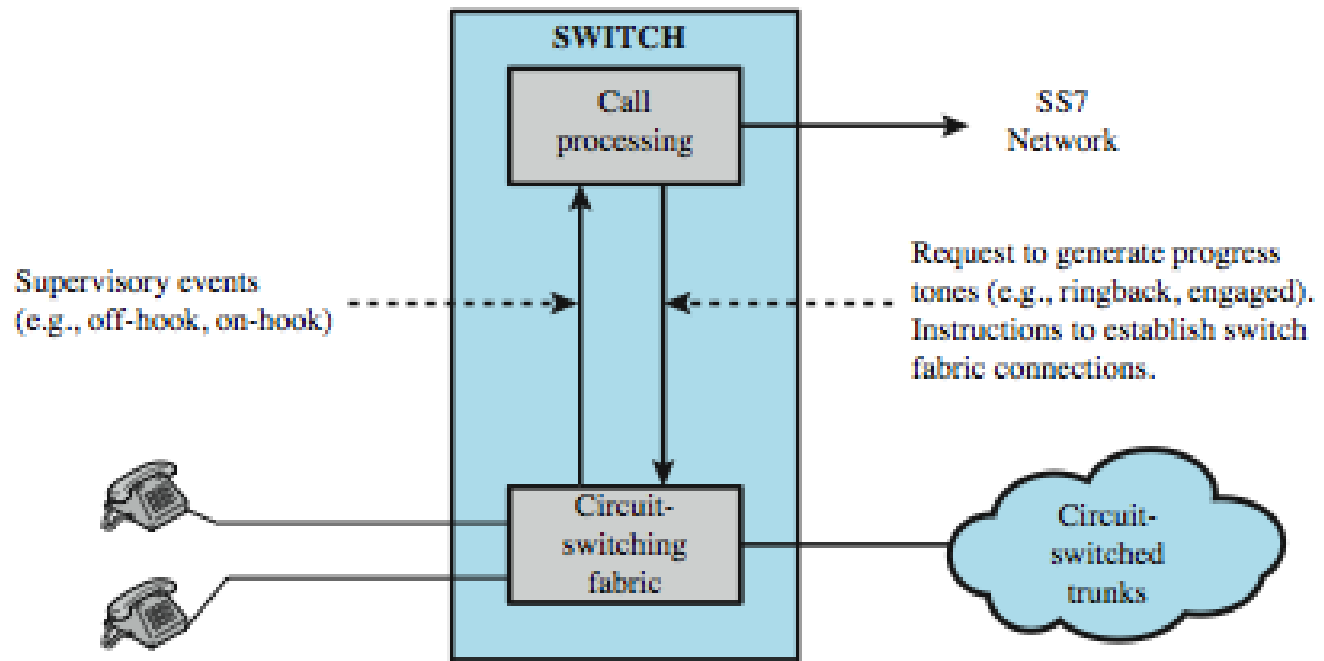 SWITCH
Call
processing
SS7
Network
Supervisory events
(e.g., off-hook, on-hook)
Request to generate progress
tones (e.g., ringback, engaged).
Instructions to establish switch
fabric connections.
Circuit-
switching
fabric
Circuit-
switched
trunks